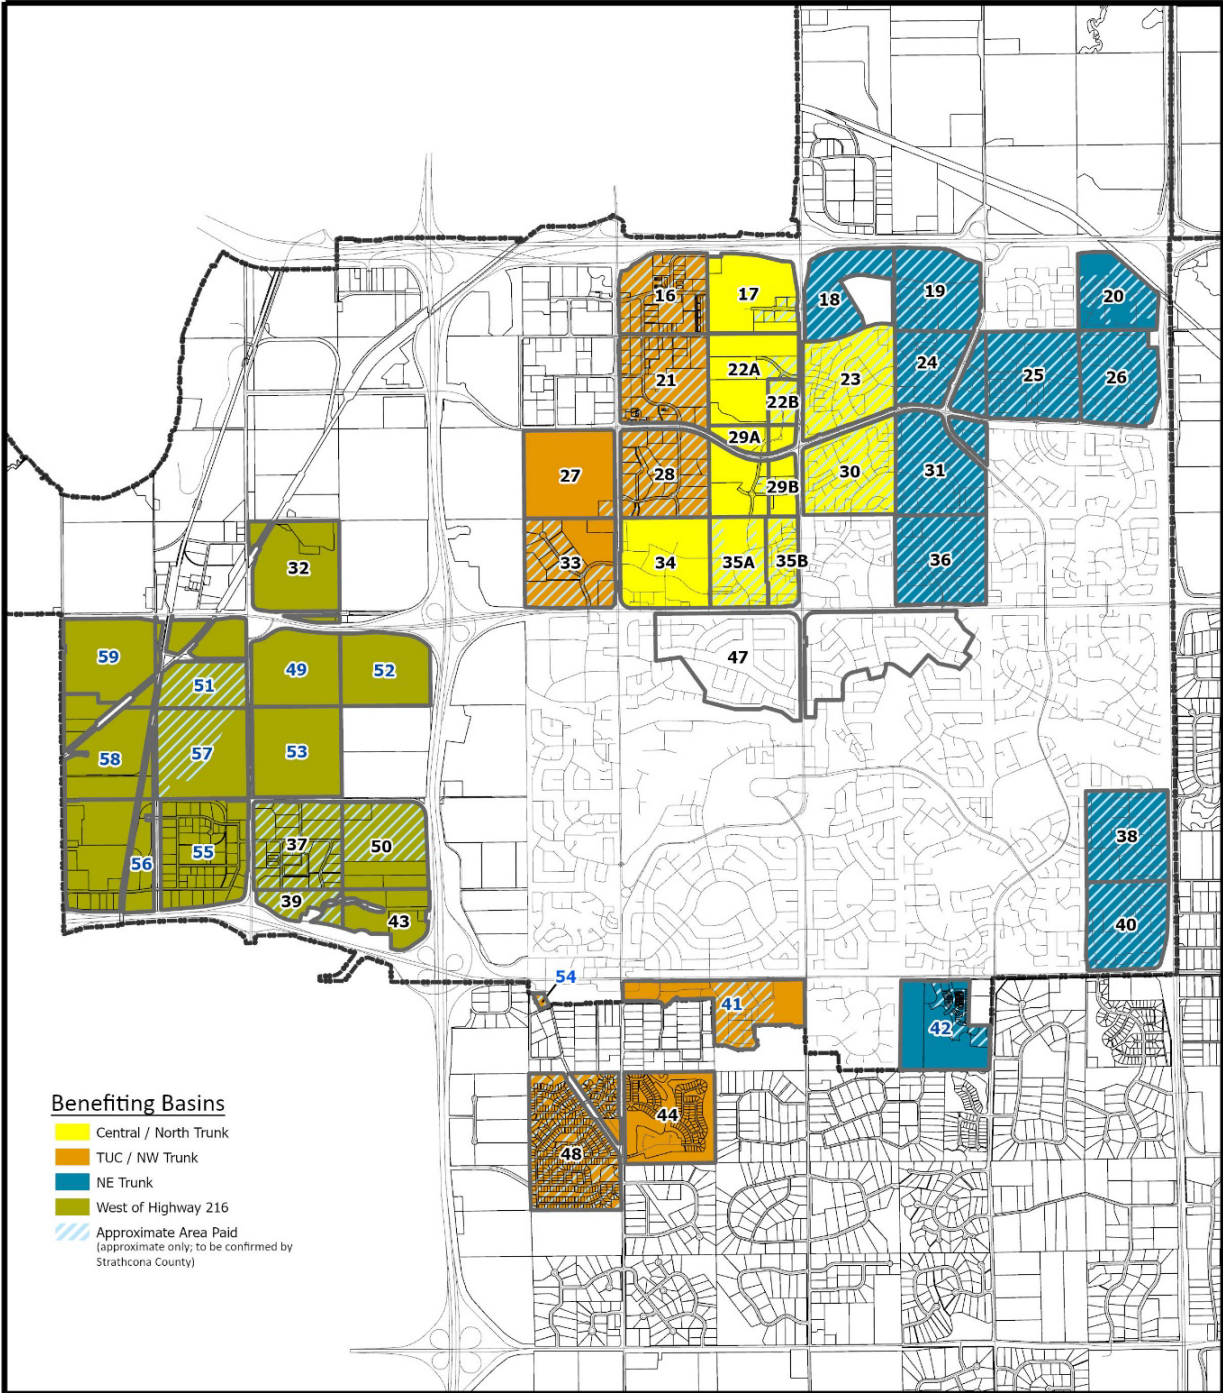 16
17
18
19
20
21
22A
22B
23
24
25
26
27
28
29A
29B
30
31
32
33
34
35A
35B
36
47
59
51
49
52
58
57
53
38
56
55
37
50
39
43
40
54
41
42
44
48
Benefiting Basins
Central / North Trunk
TUC / NW Trunk
NE Trunk
West of Highway 216
Approximate Area Paid
(approximate only; to be confirmed by
Strathcona County)